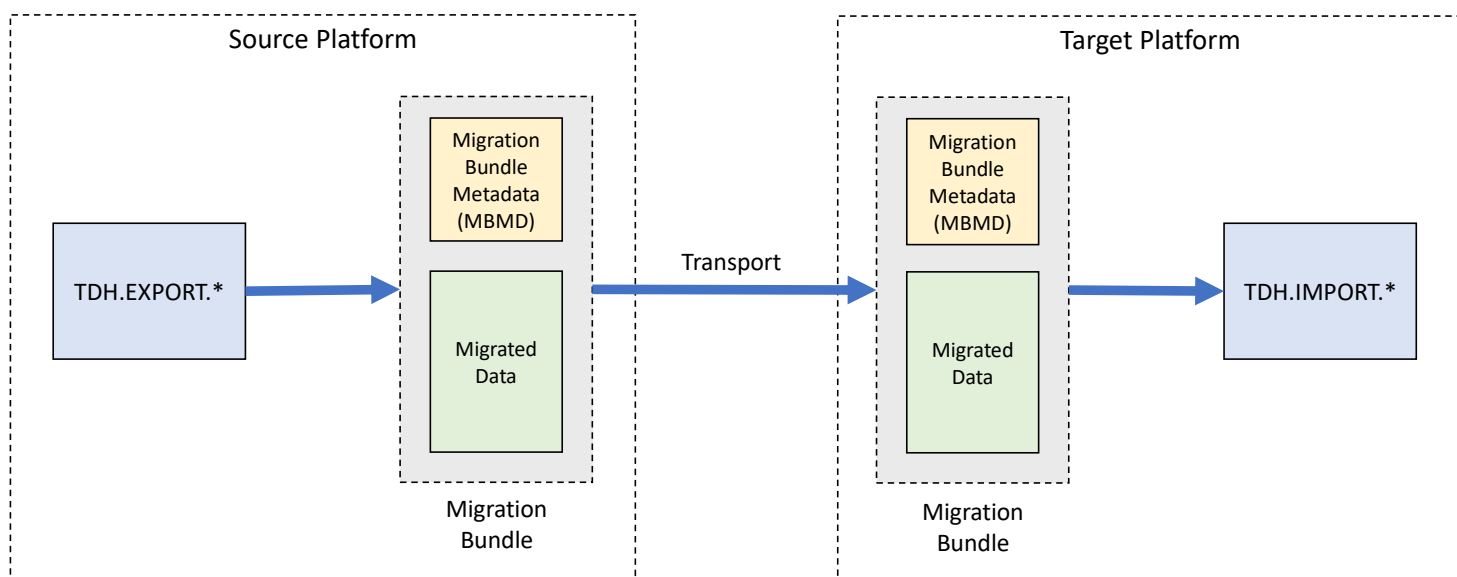 Source Platform
Target Platform
Migration
Bundle
Metadata
(MBMD)
Migration
Bundle
Metadata
(MBMD)
TDH.EXPORT.*
Transport
TDH.IMPORT.*
Migrated
Data
Migrated
Data
Migration
Bundle
Migration
Bundle